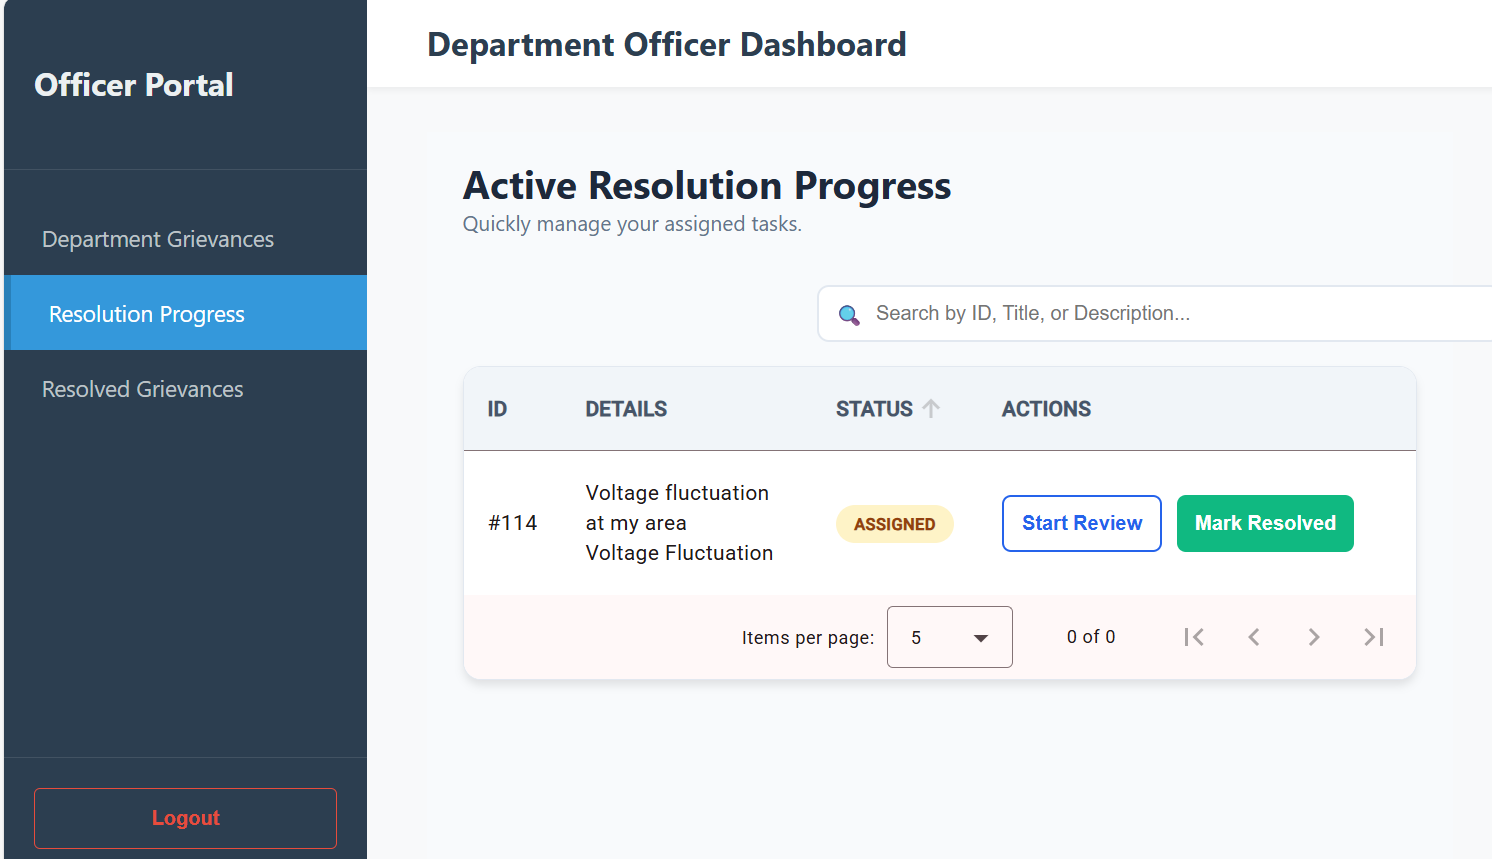 Officer Portal
Department Grievances
Resolution Progress
Resolved Grievances
Logout
Department Officer Dashboard
Active Resolution Progress
Quickly manage your assigned tasks.
Search by ID, Title, or Description...
ID DETAILS STATUS ACTIONS
#114
Voltage fluctuation
at my area
Voltage Fluctuation
ASSIGNED
Start Review
Mark Resolved
Items per page: 5 0 of 0